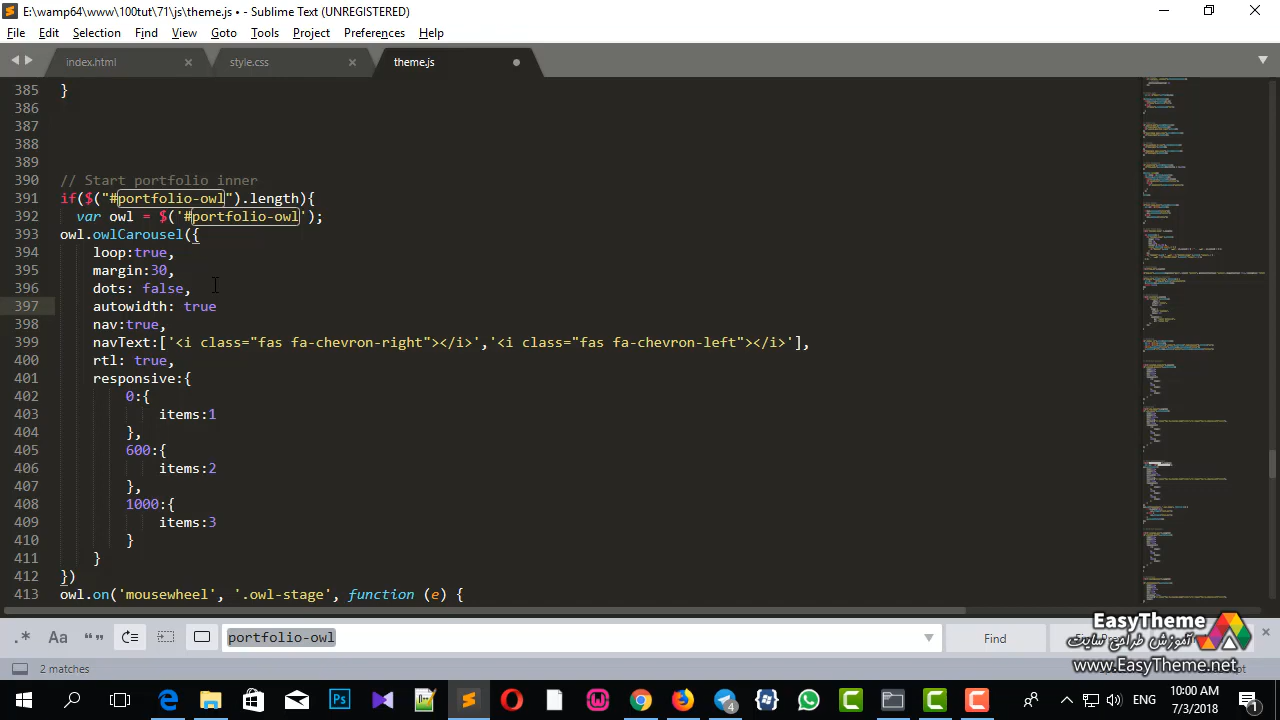 E:\wamp64\www\100tut\71\js\theme.js • - Sublime Text (UNREGISTERED)
File Edit Selection Find View Goto Tools Project Preferences Help
index.html style.css theme.js
385 }
386
387
388
389
390 // Start portfolio inner
391 if($("#portfolio-owl").length){
392 var owl = $('#portfolio-owl');
393 owl.owlCarousel({
394 loop:true,
395 margin:30,
396 dots: false,
397 autowidth: true
398 nav:true,
399 navText:['<i class="fas fa-chevron-right"></i>','<i class="fas fa-chevron-left"></i>'],
400 rtl: true,
401 responsive:{
402 0:{
403 items:1
404 },
405 600:{
406 items:2
407 },
408 1000:{
409 items:3
410 }
411 }
412 })
413 owl.on('mousewheel', '.owl-stage', function (e) {
.* Aa “” portfolio-owl Find
EasyTheme
آموزش طراحی سایت
www.EasyTheme.net
2 matches
ENG 10:00 AM
7/3/2018